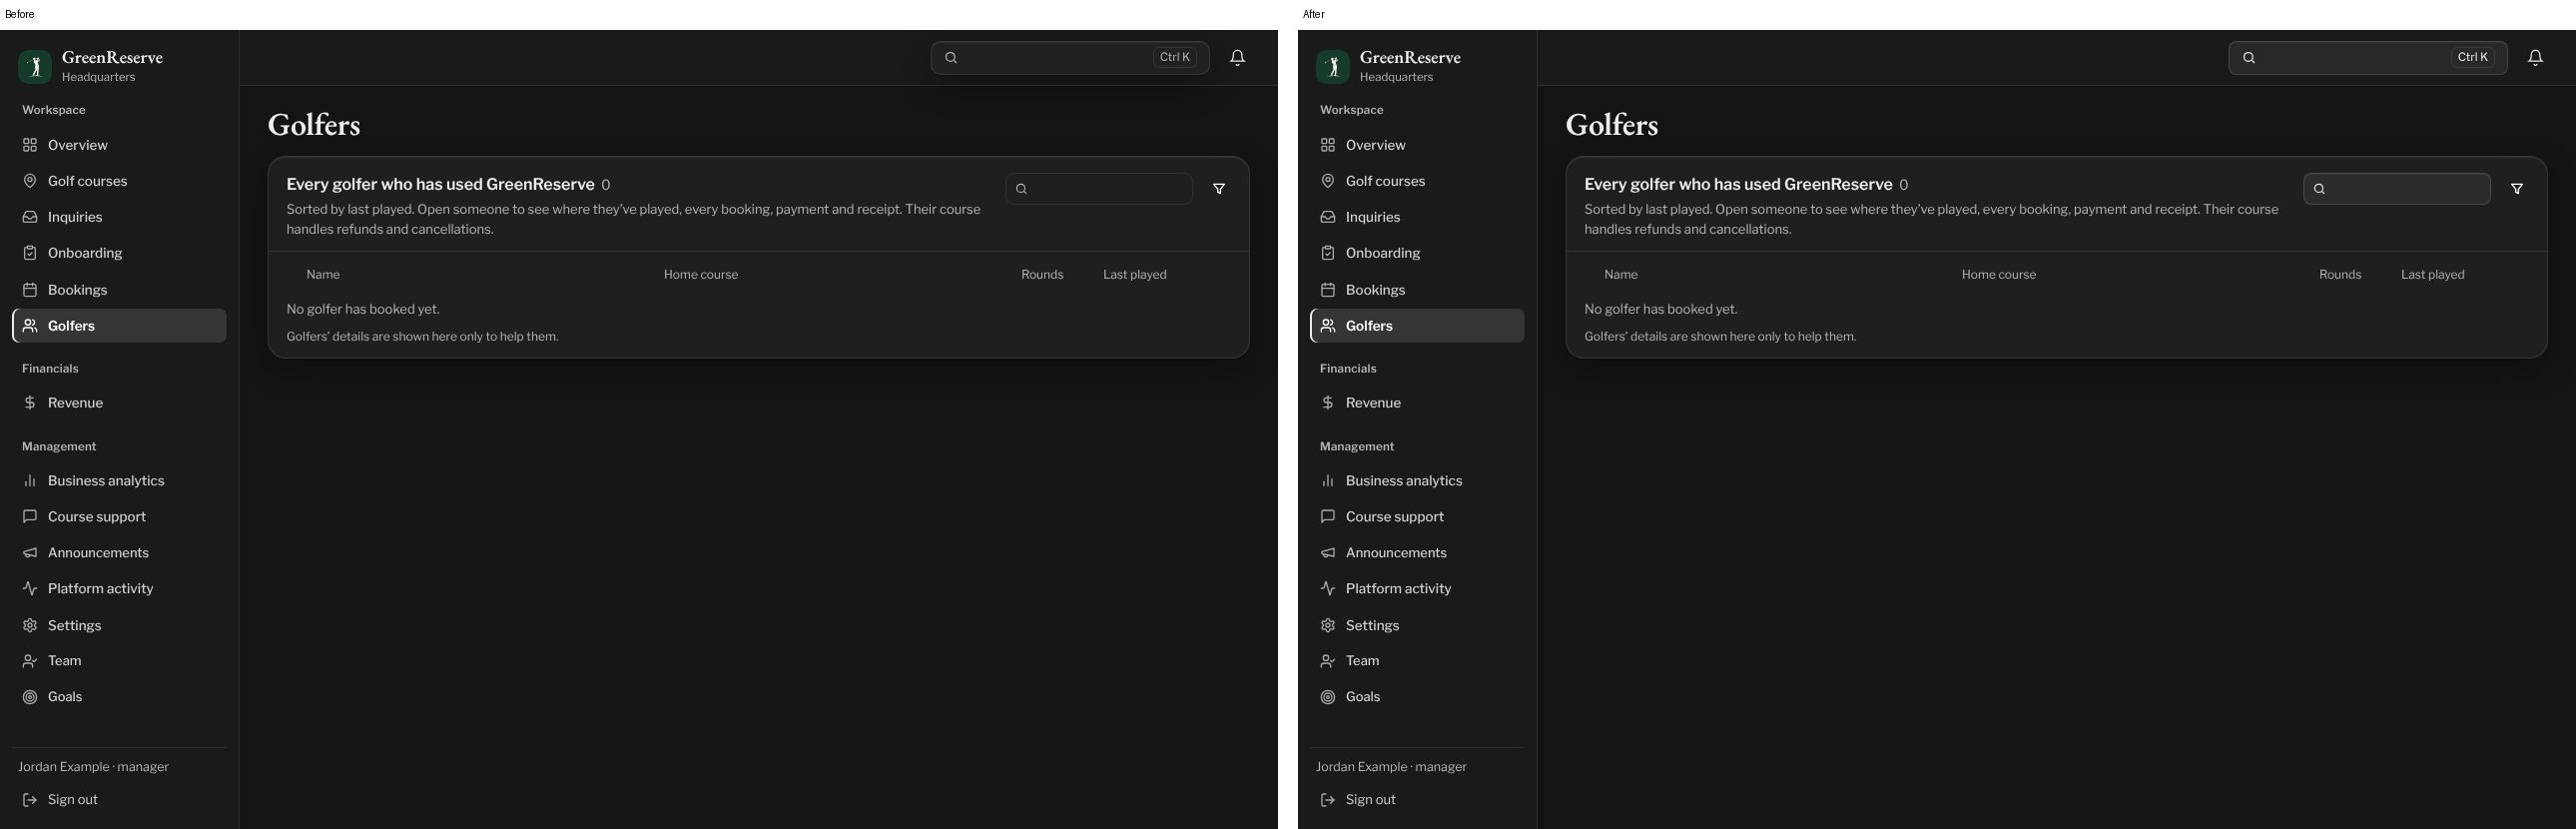 Before
GreenReserve
Headquarters
Ctrl K
Workspace
Overview
Golf courses
Inquiries
Onboarding
Bookings
Golfers
Financials
Revenue
Management
Business analytics
Course support
Announcements
Platform activity
Settings
Team
Goals
Jordan Example · manager
Sign out
Golfers
Every golfer who has used GreenReserve 0
Sorted by last played. Open someone to see where they’ve played, every booking, payment and receipt. Their course
handles refunds and cancellations.
Name Home course Rounds Last played
No golfer has booked yet.
Golfers’ details are shown here only to help them.
After
GreenReserve
Headquarters
Ctrl K
Workspace
Overview
Golf courses
Inquiries
Onboarding
Bookings
Golfers
Financials
Revenue
Management
Business analytics
Course support
Announcements
Platform activity
Settings
Team
Goals
Jordan Example · manager
Sign out
Golfers
Every golfer who has used GreenReserve 0
Sorted by last played. Open someone to see where they’ve played, every booking, payment and receipt. Their course
handles refunds and cancellations.
Name Home course Rounds Last played
No golfer has booked yet.
Golfers’ details are shown here only to help them.